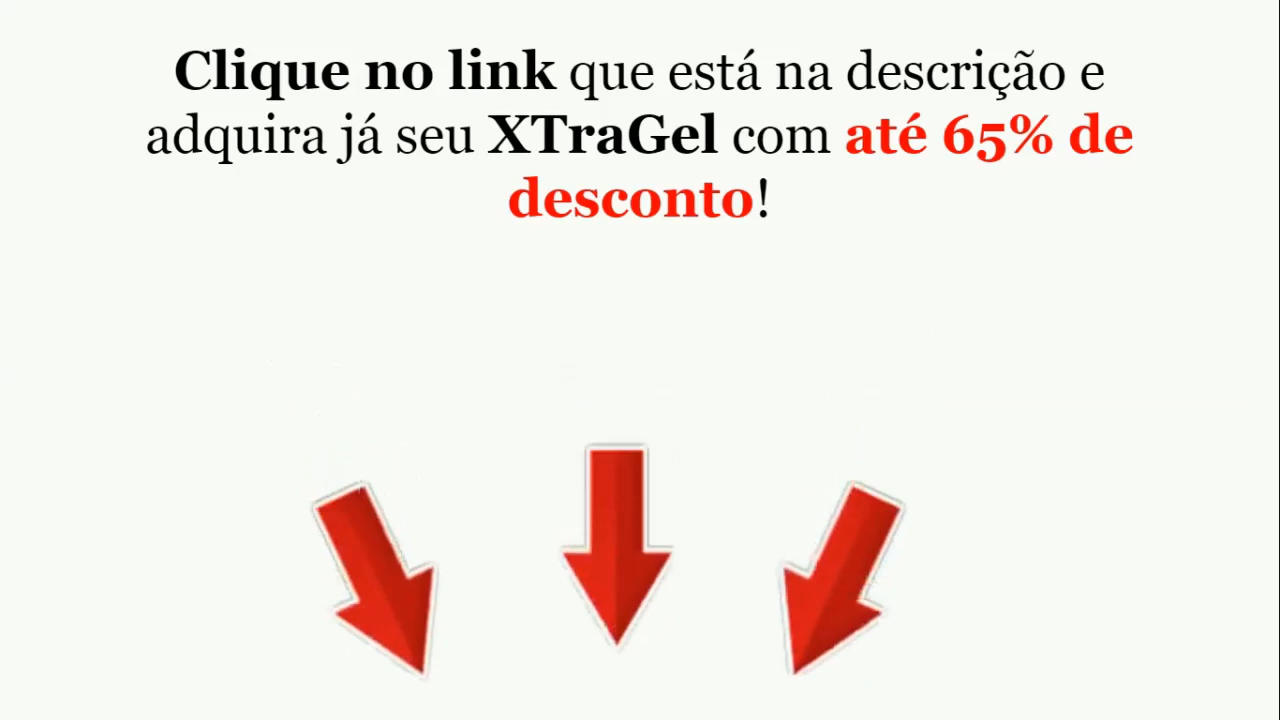 Clique no link que está na descrição e
adquira já seu XTraGel com até 65% de
desconto!